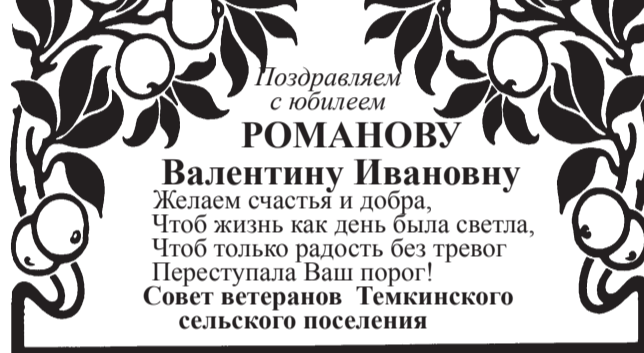 Поздравляем
с юбилеем
РОМАНОВУ
Валентину Ивановну
Желаем счастья и добра,
Чтоб жизнь как день была светла,
Чтоб только радость без тревог
Переступала Ваш порог!
Совет ветеранов Темкинского
сельского поселения